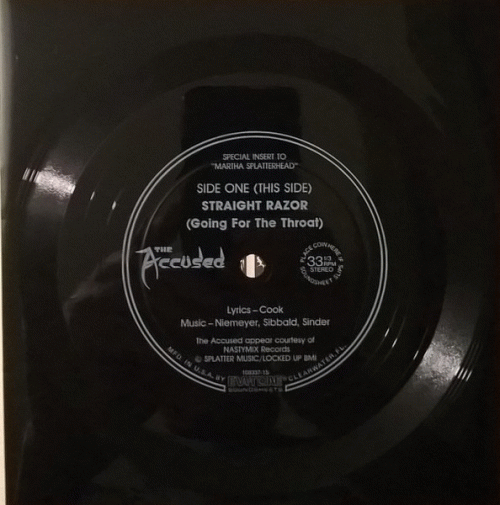 SPECIAL INSERT TO
"MARTHA SPLATTERHEAD"
SIDE ONE (THIS SIDE)
STRAIGHT RAZOR
(Going For The Throat)
THE
Accused
PLACE COIN HERE IF
33 1/3
RPM
STEREO
SOUNDSHEET SLIPS
Lyrics – Cook
Music – Niemeyer, Sibbald, Sinder
The Accused appear courtesy of
NASTYMIX Records
© SPLATTER MUSIC/LOCKED UP BMI
MFD. IN U.S.A. BY
EVATONE
SOUNDSHEETS
CLEARWATER, FL.